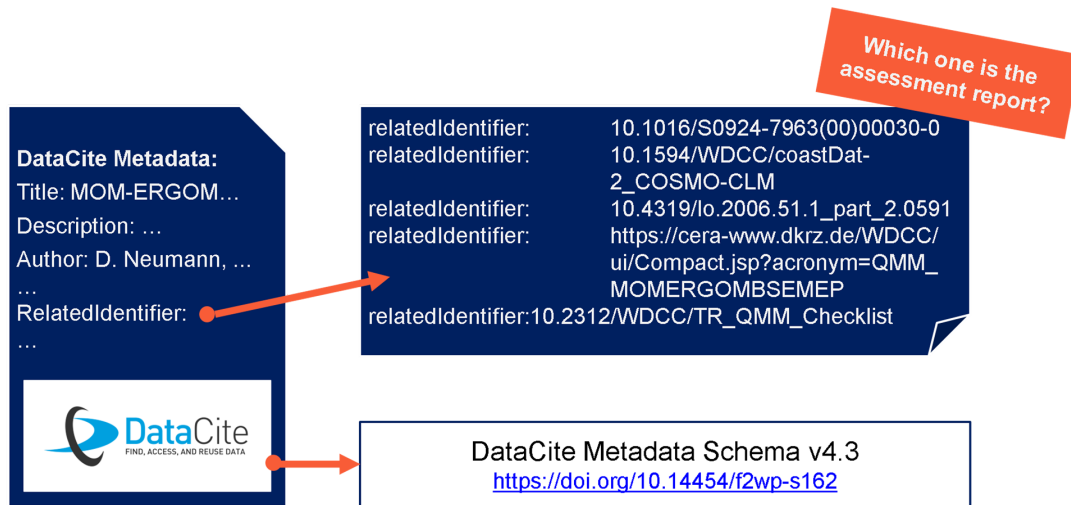 Which one is the
assessment report?
DataCite Metadata:
Title: MOM-ERGOM…
Description: …
Author: D. Neumann, ...
…
RelatedIdentifier:
…
DataCite
FIND, ACCESS, AND REUSE DATA
relatedIdentifier: 10.1016/S0924-7963(00)00030-0
relatedIdentifier: 10.1594/WDCC/coastDat-
2_COSMO-CLM
relatedIdentifier: 10.4319/lo.2006.51.1_part_2.0591
relatedIdentifier: https://cera-www.dkrz.de/WDCC/
ui/Compact.jsp?acronym=QMM_
MOMERGOMBSEMEP
relatedIdentifier:10.2312/WDCC/TR_QMM_Checklist
DataCite Metadata Schema v4.3
https://doi.org/10.14454/f2wp-s162